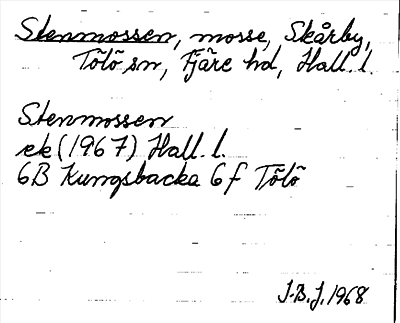 Stenmossen, mosse, Skårby,
Tölö sn, Fjäre hd, Hall. l.
Stenmossen
ek (1967) Hall. l.
6B Kungsbacka 6f Tölö
J.B.J. 1968